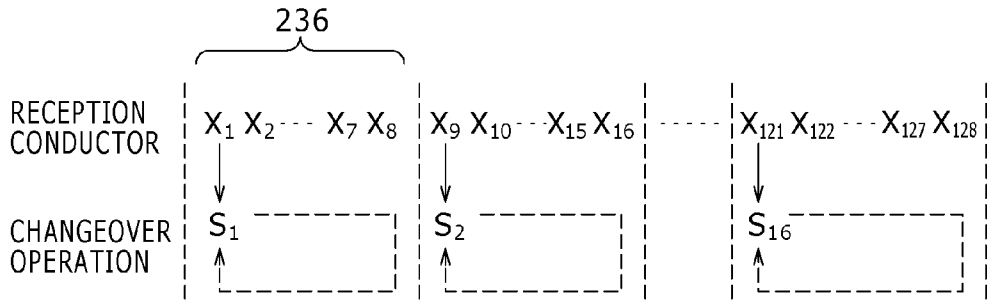 236
RECEPTION CONDUCTOR X₁ X₂ ---- X₇ X₈ X₉ X₁₀ --- X₁₅ X₁₆ ----- X₁₂₁ X₁₂₂ ---- X₁₂₇ X₁₂₈
CHANGEOVER OPERATION S₁ S₂ S₁₆